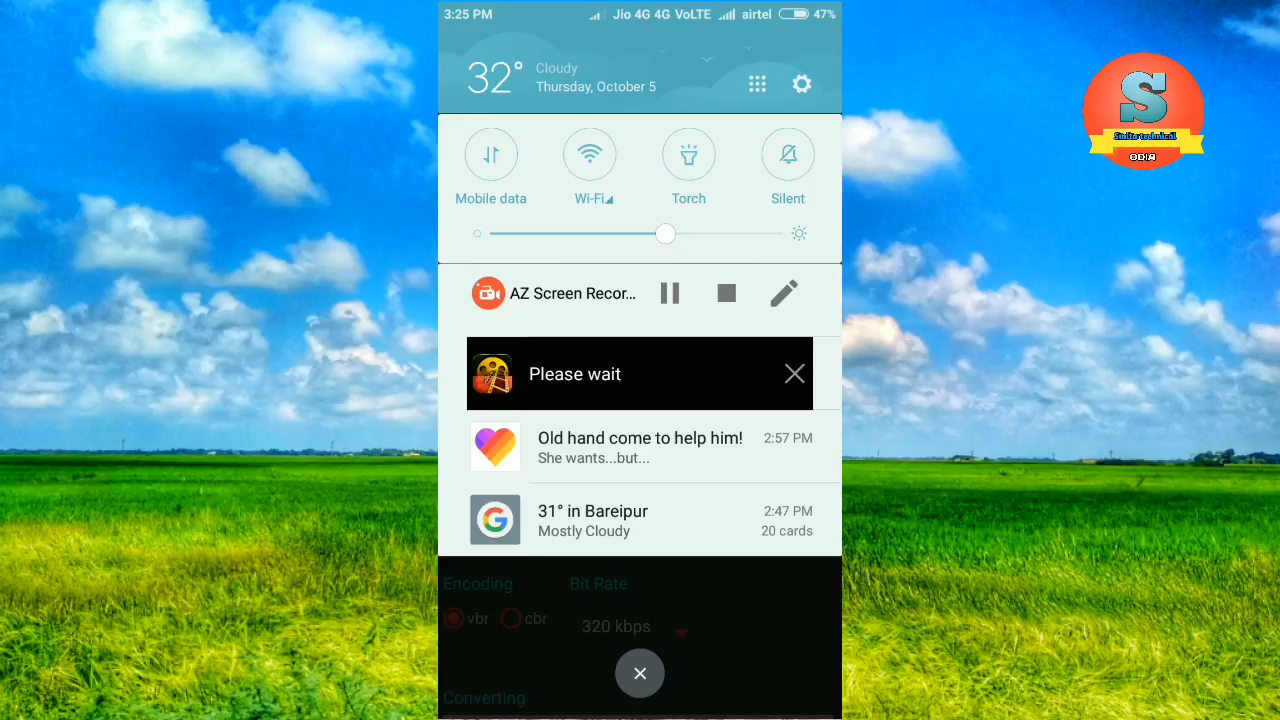 3:25 PM
Jio 4G 4G VoLTE
airtel
47%
32°
Cloudy
Thursday, October 5
Mobile data
Wi-Fi
Torch
Silent
AZ Screen Recor...
Please wait
Old hand come to help him!
2:57 PM
She wants...but...
31° in Bareipur
2:47 PM
Mostly Cloudy
20 cards
Encoding
Bit Rate
vbr
cbr
320 kbps
Converting
S
ODIA